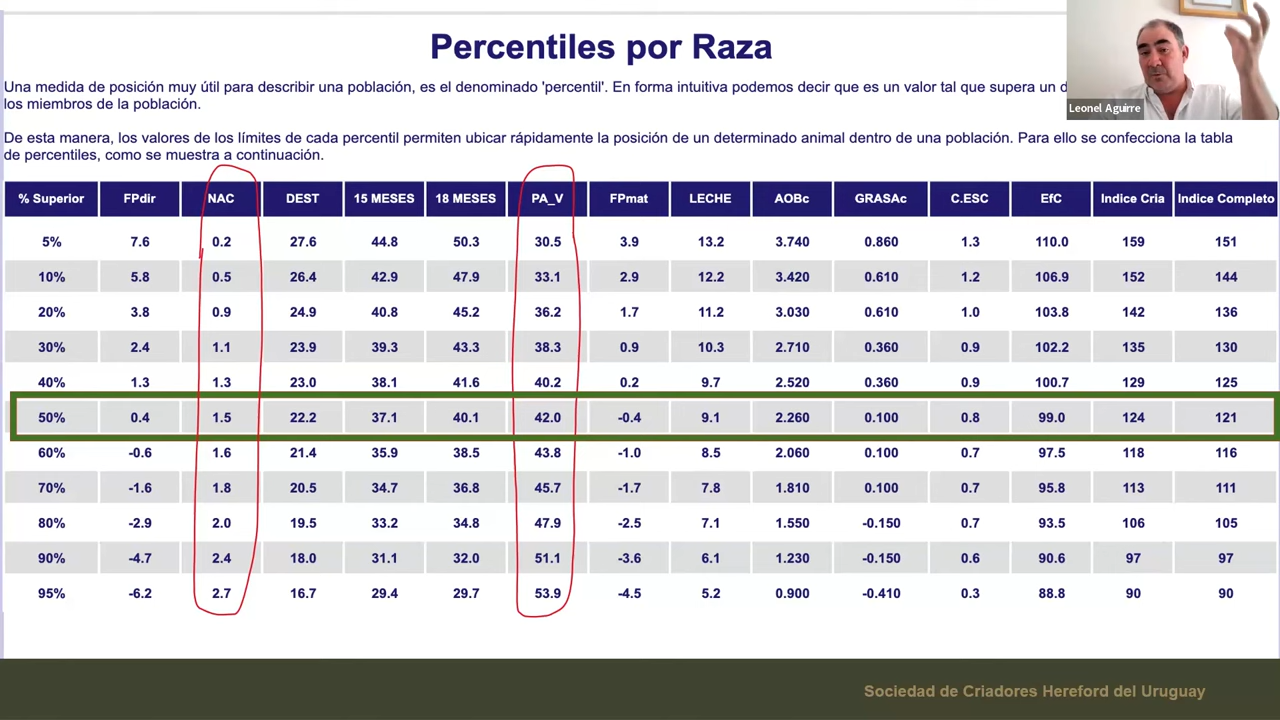 Percentiles por Raza
Una medida de posición muy útil para describir una población, es el denominado 'percentil'. En forma intuitiva podemos decir que es un valor tal que supera un
los miembros de la población.
Leonel Aguirre
De esta manera, los valores de los límites de cada percentil permiten ubicar rápidamente la posición de un determinado animal dentro de una población. Para ello se confecciona la tabla
de percentiles, como se muestra a continuación.
% Superior FPdir NAC DEST 15 MESES 18 MESES PA_V FPmat LECHE AOBc GRASAc C.ESC EfC Indice Cria Indice Completo
5% 7.6 0.2 27.6 44.8 50.3 30.5 3.9 13.2 3.740 0.860 1.3 110.0 159 151
10% 5.8 0.5 26.4 42.9 47.9 33.1 2.9 12.2 3.420 0.610 1.2 106.9 152 144
20% 3.8 0.9 24.9 40.8 45.2 36.2 1.7 11.2 3.030 0.610 1.0 103.8 142 136
30% 2.4 1.1 23.9 39.3 43.3 38.3 0.9 10.3 2.710 0.360 0.9 102.2 135 130
40% 1.3 1.3 23.0 38.1 41.6 40.2 0.2 9.7 2.520 0.360 0.9 100.7 129 125
50% 0.4 1.5 22.2 37.1 40.1 42.0 -0.4 9.1 2.260 0.100 0.8 99.0 124 121
60% -0.6 1.6 21.4 35.9 38.5 43.8 -1.0 8.5 2.060 0.100 0.7 97.5 118 116
70% -1.6 1.8 20.5 34.7 36.8 45.7 -1.7 7.8 1.810 0.100 0.7 95.8 113 111
80% -2.9 2.0 19.5 33.2 34.8 47.9 -2.5 7.1 1.550 -0.150 0.7 93.5 106 105
90% -4.7 2.4 18.0 31.1 32.0 51.1 -3.6 6.1 1.230 -0.150 0.6 90.6 97 97
95% -6.2 2.7 16.7 29.4 29.7 53.9 -4.5 5.2 0.900 -0.410 0.3 88.8 90 90
Sociedad de Criadores Hereford del Uruguay